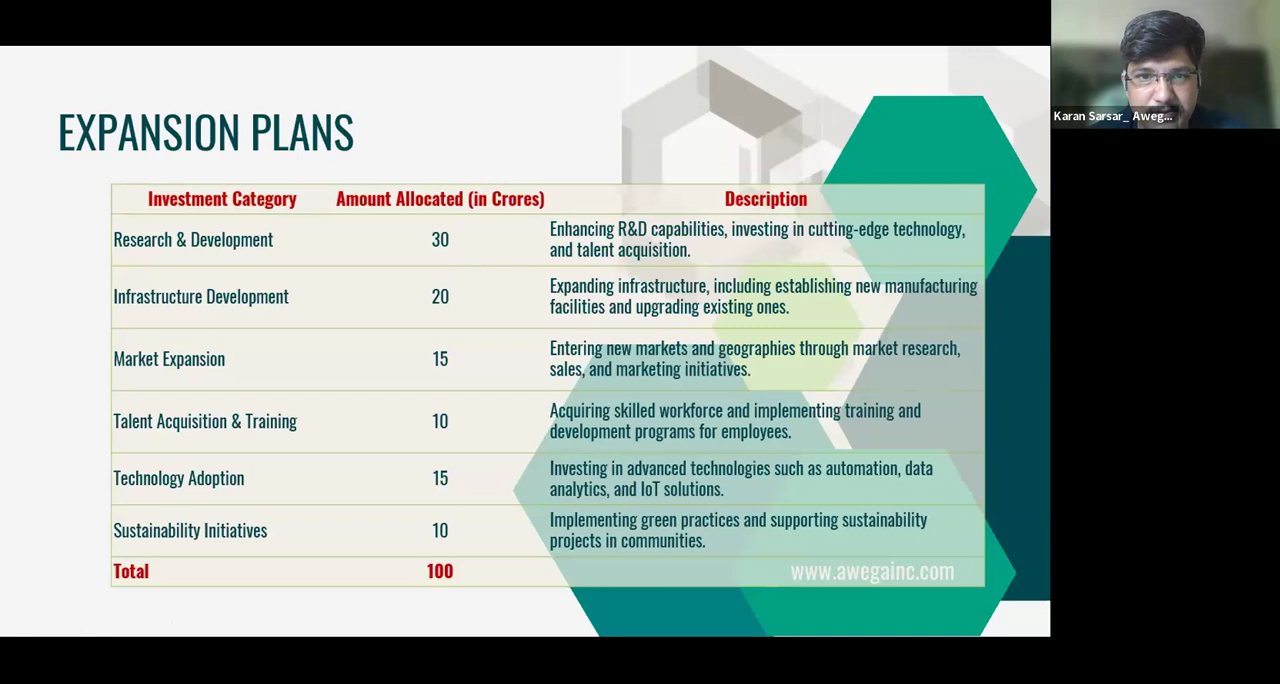 EXPANSION PLANS
Investment Category Amount Allocated (in Crores) Description
Research & Development 30 Enhancing R&D capabilities, investing in cutting-edge technology,
and talent acquisition.
Infrastructure Development 20 Expanding infrastructure, including establishing new manufacturing
facilities and upgrading existing ones.
Market Expansion 15 Entering new markets and geographies through market research,
sales, and marketing initiatives.
Talent Acquisition & Training 10 Acquiring skilled workforce and implementing training and
development programs for employees.
Technology Adoption 15 Investing in advanced technologies such as automation, data
analytics, and IoT solutions.
Sustainability Initiatives 10 Implementing green practices and supporting sustainability
projects in communities.
Total 100
www.awegainc.com
Karan Sarsar_ Aweg...